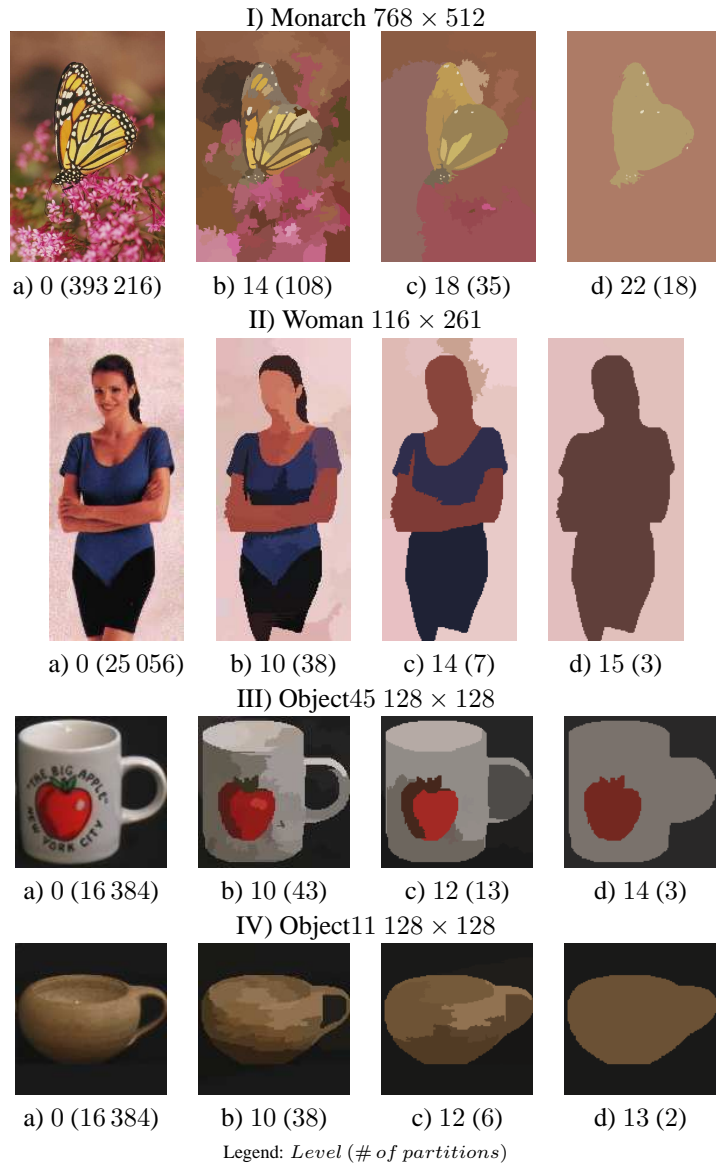 I) Monarch 768 × 512
a) 0 (393 216) b) 14 (108) c) 18 (35) d) 22 (18)
II) Woman 116 × 261
a) 0 (25 056) b) 10 (38) c) 14 (7) d) 15 (3)
III) Object45 128 × 128
"THE BIG APPLE"
NEW YORK CITY
a) 0 (16 384) b) 10 (43) c) 12 (13) d) 14 (3)
IV) Object11 128 × 128
a) 0 (16 384) b) 10 (38) c) 12 (6) d) 13 (2)
Legend: Level (# of partitions)